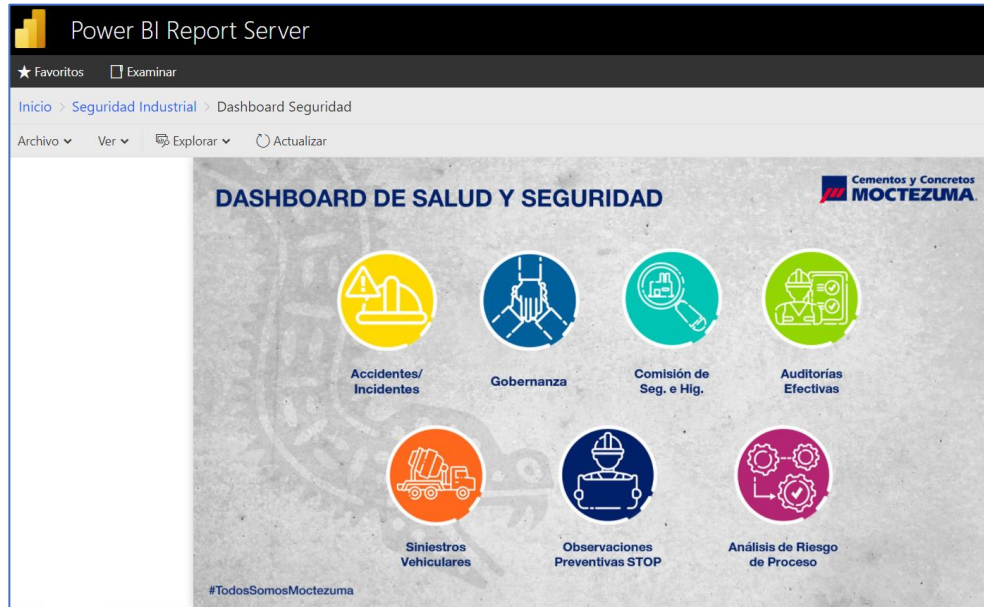 Power BI Report Server
Favoritos Examinar
Inicio > Seguridad Industrial > Dashboard Seguridad
Archivo Ver Explorar Actualizar
DASHBOARD DE SALUD Y SEGURIDAD
Cementos y Concretos
MOCTEZUMA
Accidentes/
Incidentes
Gobernanza
Comisión de
Seg. e Hig.
Auditorías
Efectivas
Siniestros
Vehiculares
Observaciones
Preventivas STOP
Análisis de Riesgo
de Proceso
#TodosSomosMoctezuma